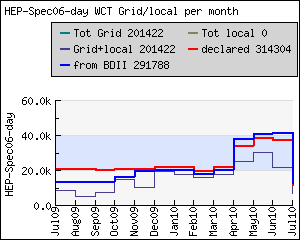 HEP-Spec06-day WCT Grid/local per month
Tot Grid 201422 Tot local 0
Grid+local 201422 declared 314304
from BDII 291788
HEP-Spec06-day
60.0k
40.0k
20.0k
0.0
Jul09 Aug09 Sep09 Oct09 Nov09 Dec09 Jan10 Feb10 Mar10 Apr10 May10 Jun10 Jul10